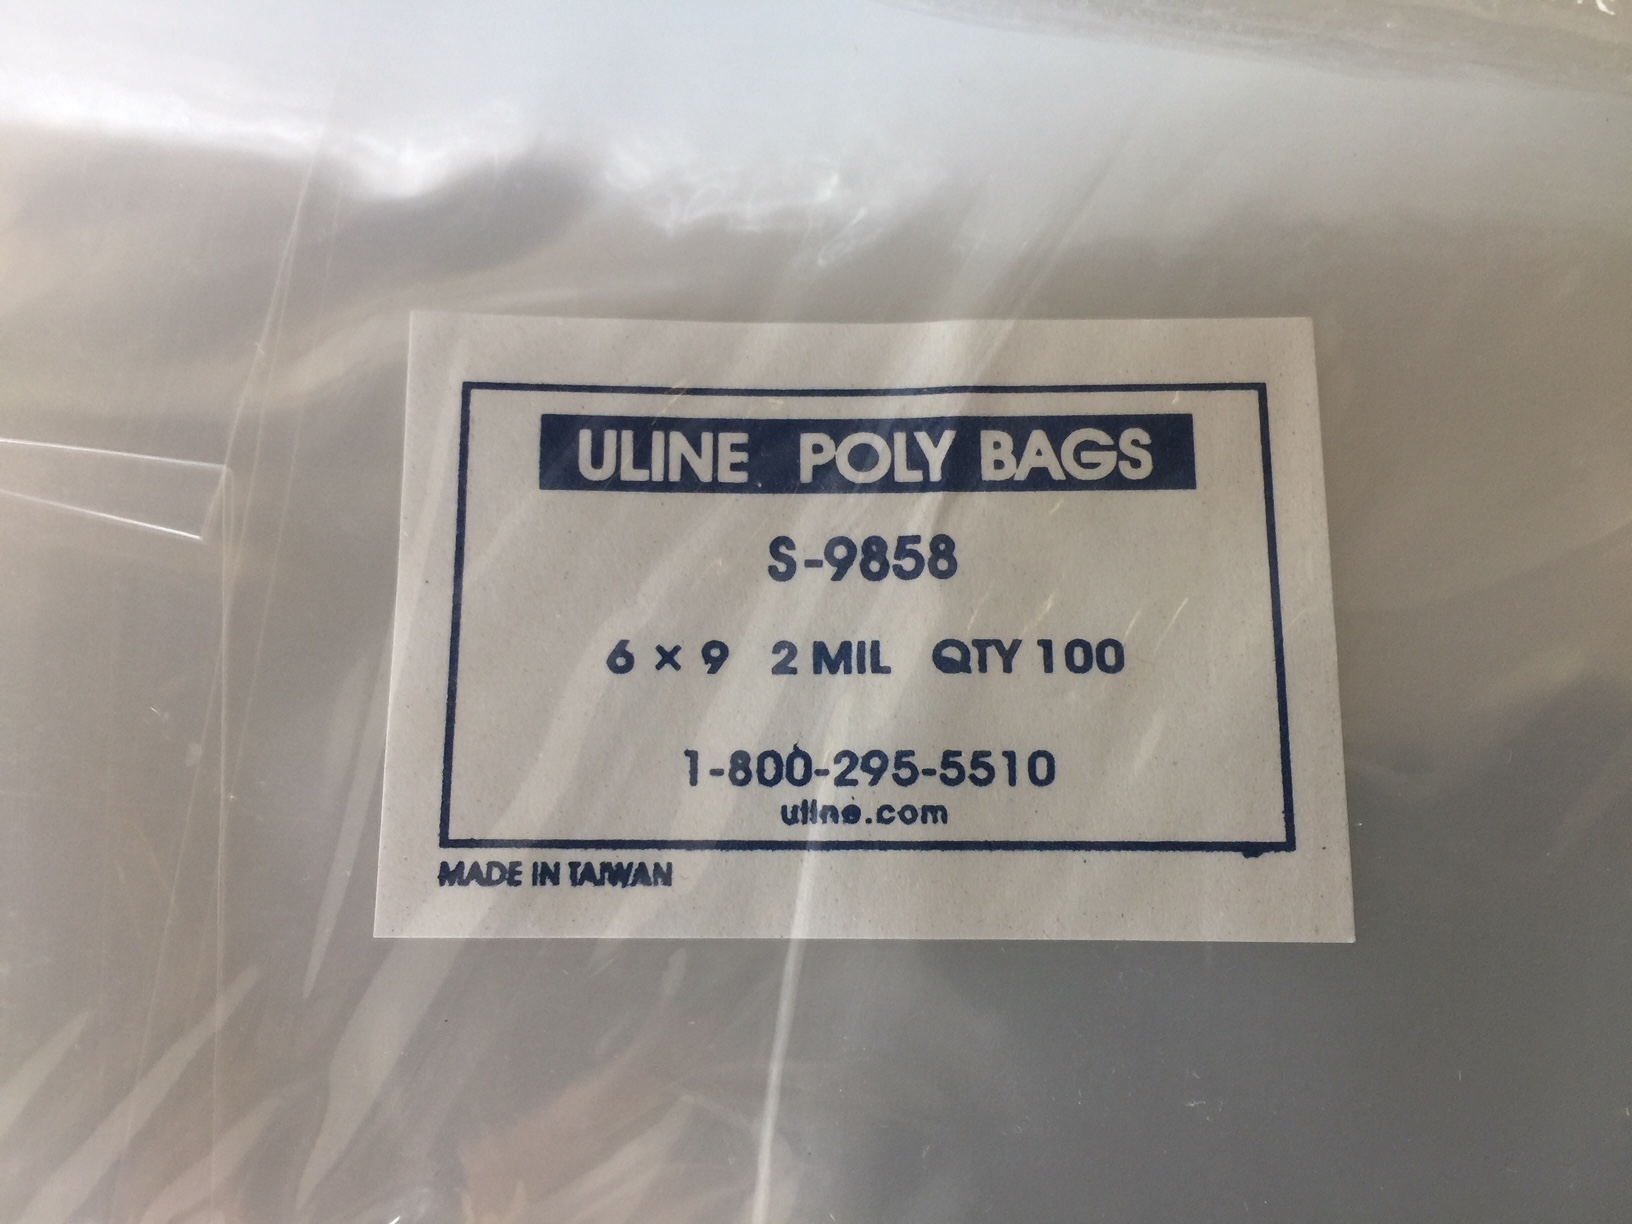 ULINE POLY BAGS
S-9858
6 × 9 2 MIL QTY 100
1-800-295-5510
uline.com
MADE IN TAIWAN